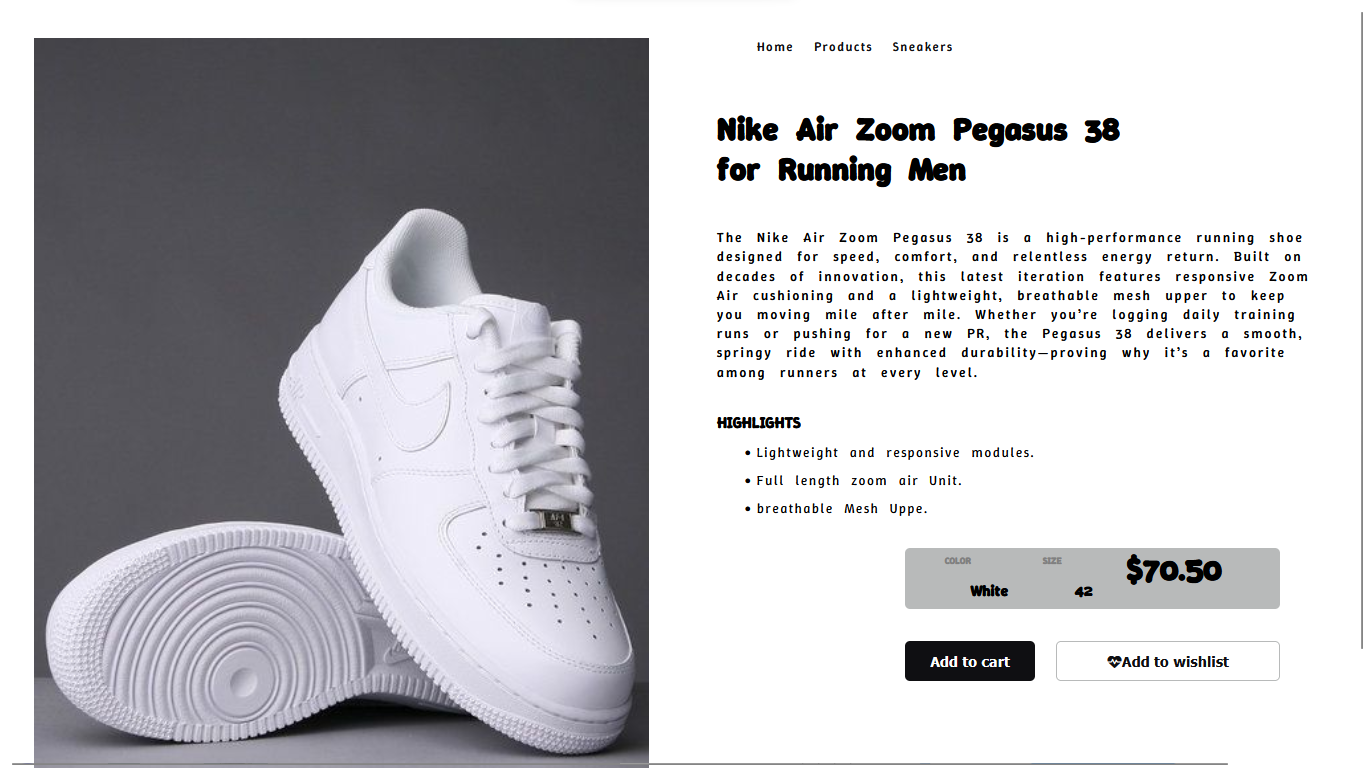 Home Products Sneakers
Nike Air Zoom Pegasus 38
for Running Men
The Nike Air Zoom Pegasus 38 is a high-performance running shoe
designed for speed, comfort, and relentless energy return. Built on
decades of innovation, this latest iteration features responsive Zoom
Air cushioning and a lightweight, breathable mesh upper to keep
you moving mile after mile. Whether you’re logging daily training
runs or pushing for a new PR, the Pegasus 38 delivers a smooth,
springy ride with enhanced durability—proving why it’s a favorite
among runners at every level.
HIGHLIGHTS
• Lightweight and responsive modules.
• Full length zoom air Unit.
• breathable Mesh Uppe.
COLOR SIZE $70.50
White 42
Add to cart Add to wishlist